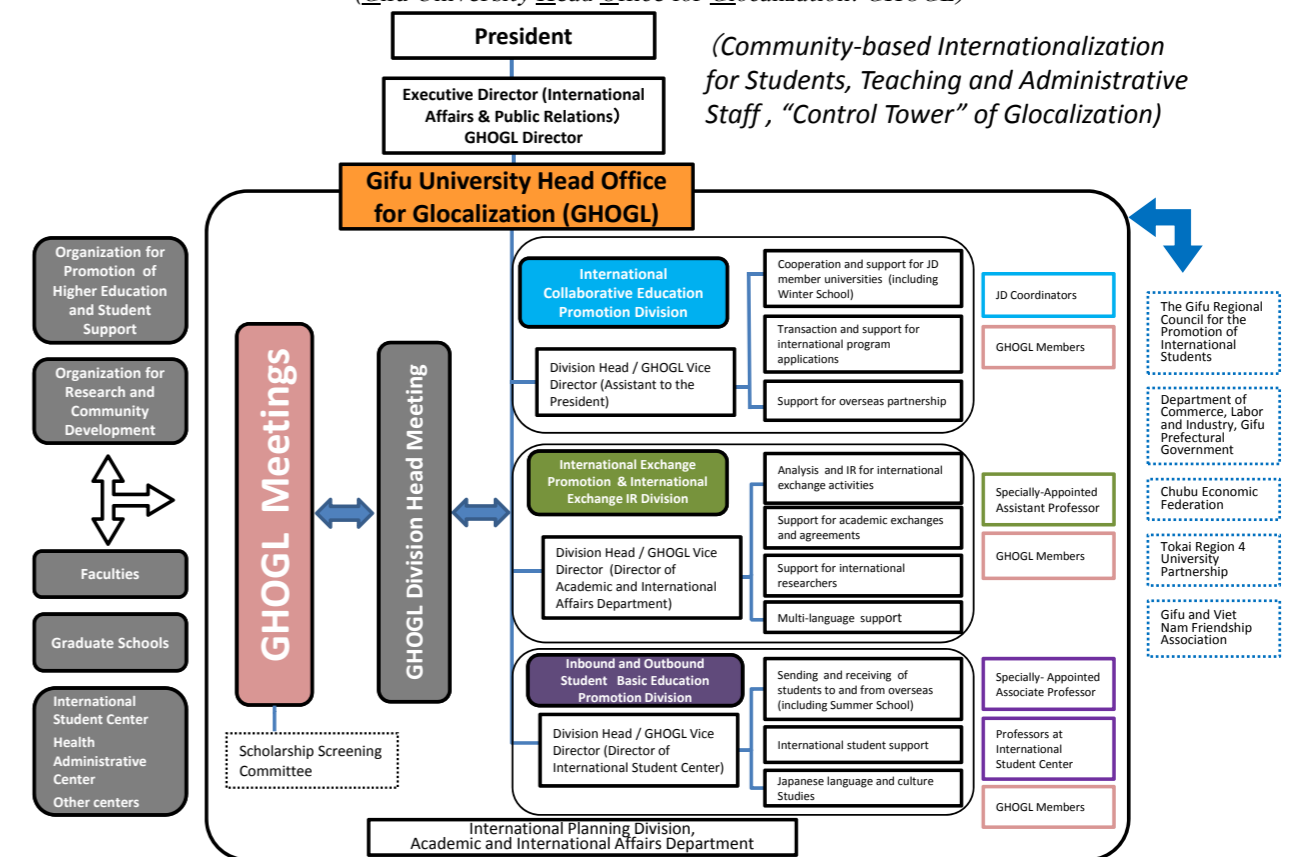 (Gifu University Head Office for Glocalization: GHOGL)
President
(Community-based Internationalization
for Students, Teaching and Administrative
Staff , “Control Tower” of Glocalization)
Executive Director (International
Affairs & Public Relations)
GHOGL Director
Gifu University Head Office
for Glocalization (GHOGL)
Organization for
Promotion of
Higher Education
and Student
Support
Organization for
Research and
Community
Development
Faculties
Graduate Schools
International
Student Center
Health
Administrative
Center
Other centers
GHOGL Meetings
Scholarship Screening
Committee
GHOGL Division Head Meeting
International
Collaborative Education
Promotion Division
Division Head / GHOGL Vice
Director (Assistant to the
President)
Cooperation and support for JD
member universities (including
Winter School)
Transaction and support for
international program
applications
Support for overseas partnership
JD Coordinators
GHOGL Members
International Exchange
Promotion & International
Exchange IR Division
Division Head / GHOGL Vice
Director (Director of
Academic and International
Affairs Department)
Analysis and IR for international
exchange activities
Support for academic exchanges
and agreements
Support for international
researchers
Multi-language support
Specially-Appointed
Assistant Professor
GHOGL Members
Inbound and Outbound
Student Basic Education
Promotion Division
Division Head / GHOGL Vice
Director (Director of
International Student Center)
Sending and receiving of
students to and from overseas
(including Summer School)
International student support
Japanese language and culture
Studies
Specially- Appointed
Associate Professor
Professors at
International
Student Center
GHOGL Members
The Gifu Regional
Council for the
Promotion of
International
Students
Department of
Commerce, Labor
and Industry, Gifu
Prefectural
Government
Chubu Economic
Federation
Tokai Region 4
University
Partnership
Gifu and Viet
Nam Friendship
Association
International Planning Division,
Academic and International Affairs Department